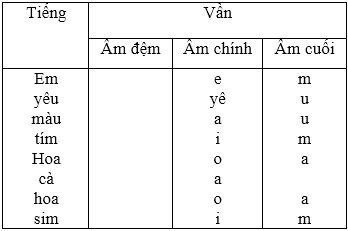 Tiếng Vần
Âm đệm Âm chính Âm cuối
Em e m
yêu yê u
màu a u
tím i m
Hoa o a
cà a
hoa o a
sim i m